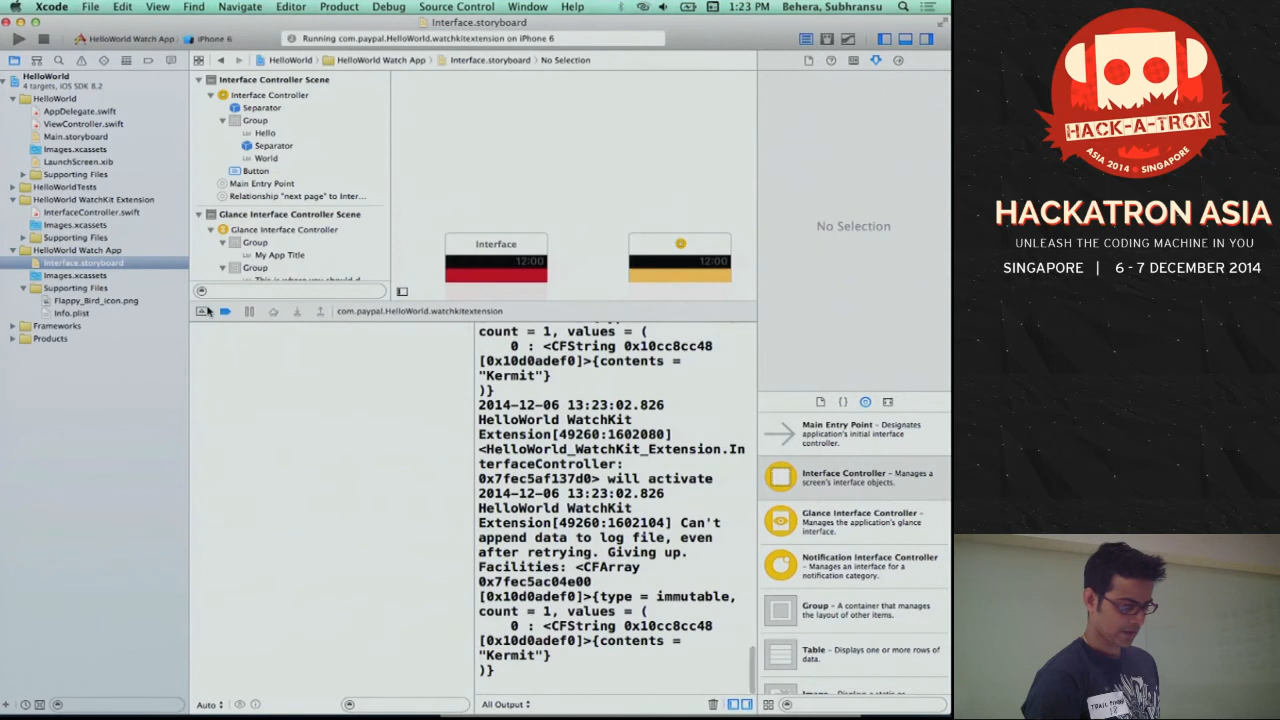 Xcode File Edit View Find Navigate Editor Product Debug Source Control Window Help 1:23 PM Behera, Subhransu
Interface.storyboard
HelloWorld Watch App iPhone 6 Running com.paypal.HelloWorld.watchkitextension on iPhone 6
HelloWorld HelloWorld Watch App Interface.storyboard No Selection
HelloWorld
4 targets, iOS SDK 8.2
HelloWorld
AppDelegate.swift
ViewController.swift
Main.storyboard
Images.xcassets
LaunchScreen.xib
Supporting Files
HelloWorldTests
HelloWorld WatchKit Extension
InterfaceController.swift
Images.xcassets
Supporting Files
HelloWorld Watch App
Interface.storyboard
Images.xcassets
Supporting Files
Flappy_Bird_icon.png
Info.plist
Frameworks
Products
Interface Controller Scene
Interface Controller
Separator
Group
Hello
Separator
World
Button
Main Entry Point
Relationship "next page" to Inter...
Glance Interface Controller Scene
Glance Interface Controller
Group
My App Title
Group
Interface
12:00
12:00
No Selection
com.paypal.HelloWorld.watchkitextension
count = 1, values = (
0 : <CFString 0x10cc8cc48
[0x10d0adef0]>{contents =
"Kermit"}
)}
2014-12-06 13:23:02.826
HelloWorld WatchKit
Extension[49260:1602080]
<HelloWorld_WatchKit_Extension.In
terfaceController:
0x7fec5af137d0> will activate
2014-12-06 13:23:02.826
HelloWorld WatchKit
Extension[49260:1602104] Can't
append data to log file, even
after retrying. Giving up.
Facilities: <CFArray
0x7fec5ac04e00
[0x10d0adef0]>{type = immutable,
count = 1, values = (
0 : <CFString 0x10cc8cc48
[0x10d0adef0]>{contents =
"Kermit"}
)}
Auto
All Output
Main Entry Point - Designates
application's initial interface
controller.
Interface Controller - Manages a
screen's interface objects.
Glance Interface Controller -
Manages the application's glance
interface.
Notification Interface Controller
- Manages an interface for a
notification category.
Group - A container that manages
the layout of other items.
Table - Displays one or more rows of
data.
HACK-A-TRON
ASIA 2014 SINGAPORE
HACKATRON ASIA
UNLEASH THE CODING MACHINE IN YOU
SINGAPORE | 6 - 7 DECEMBER 2014